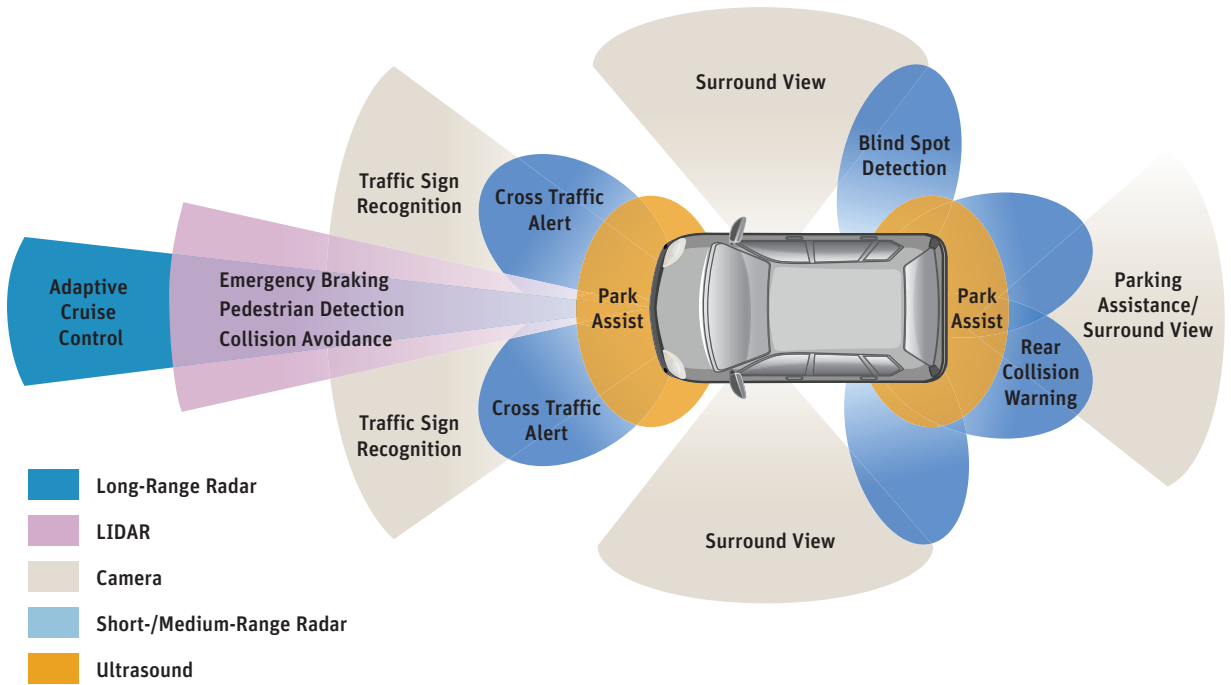 Surround View
Blind Spot
Detection
Traffic Sign
Recognition
Cross Traffic
Alert
Adaptive
Cruise
Control
Emergency Braking
Pedestrian Detection
Collision Avoidance
Park
Assist
Park
Assist
Parking
Assistance/
Surround View
Rear
Collision
Warning
Cross Traffic
Alert
Traffic Sign
Recognition
Surround View
Long-Range Radar
LIDAR
Camera
Short-/Medium-Range Radar
Ultrasound